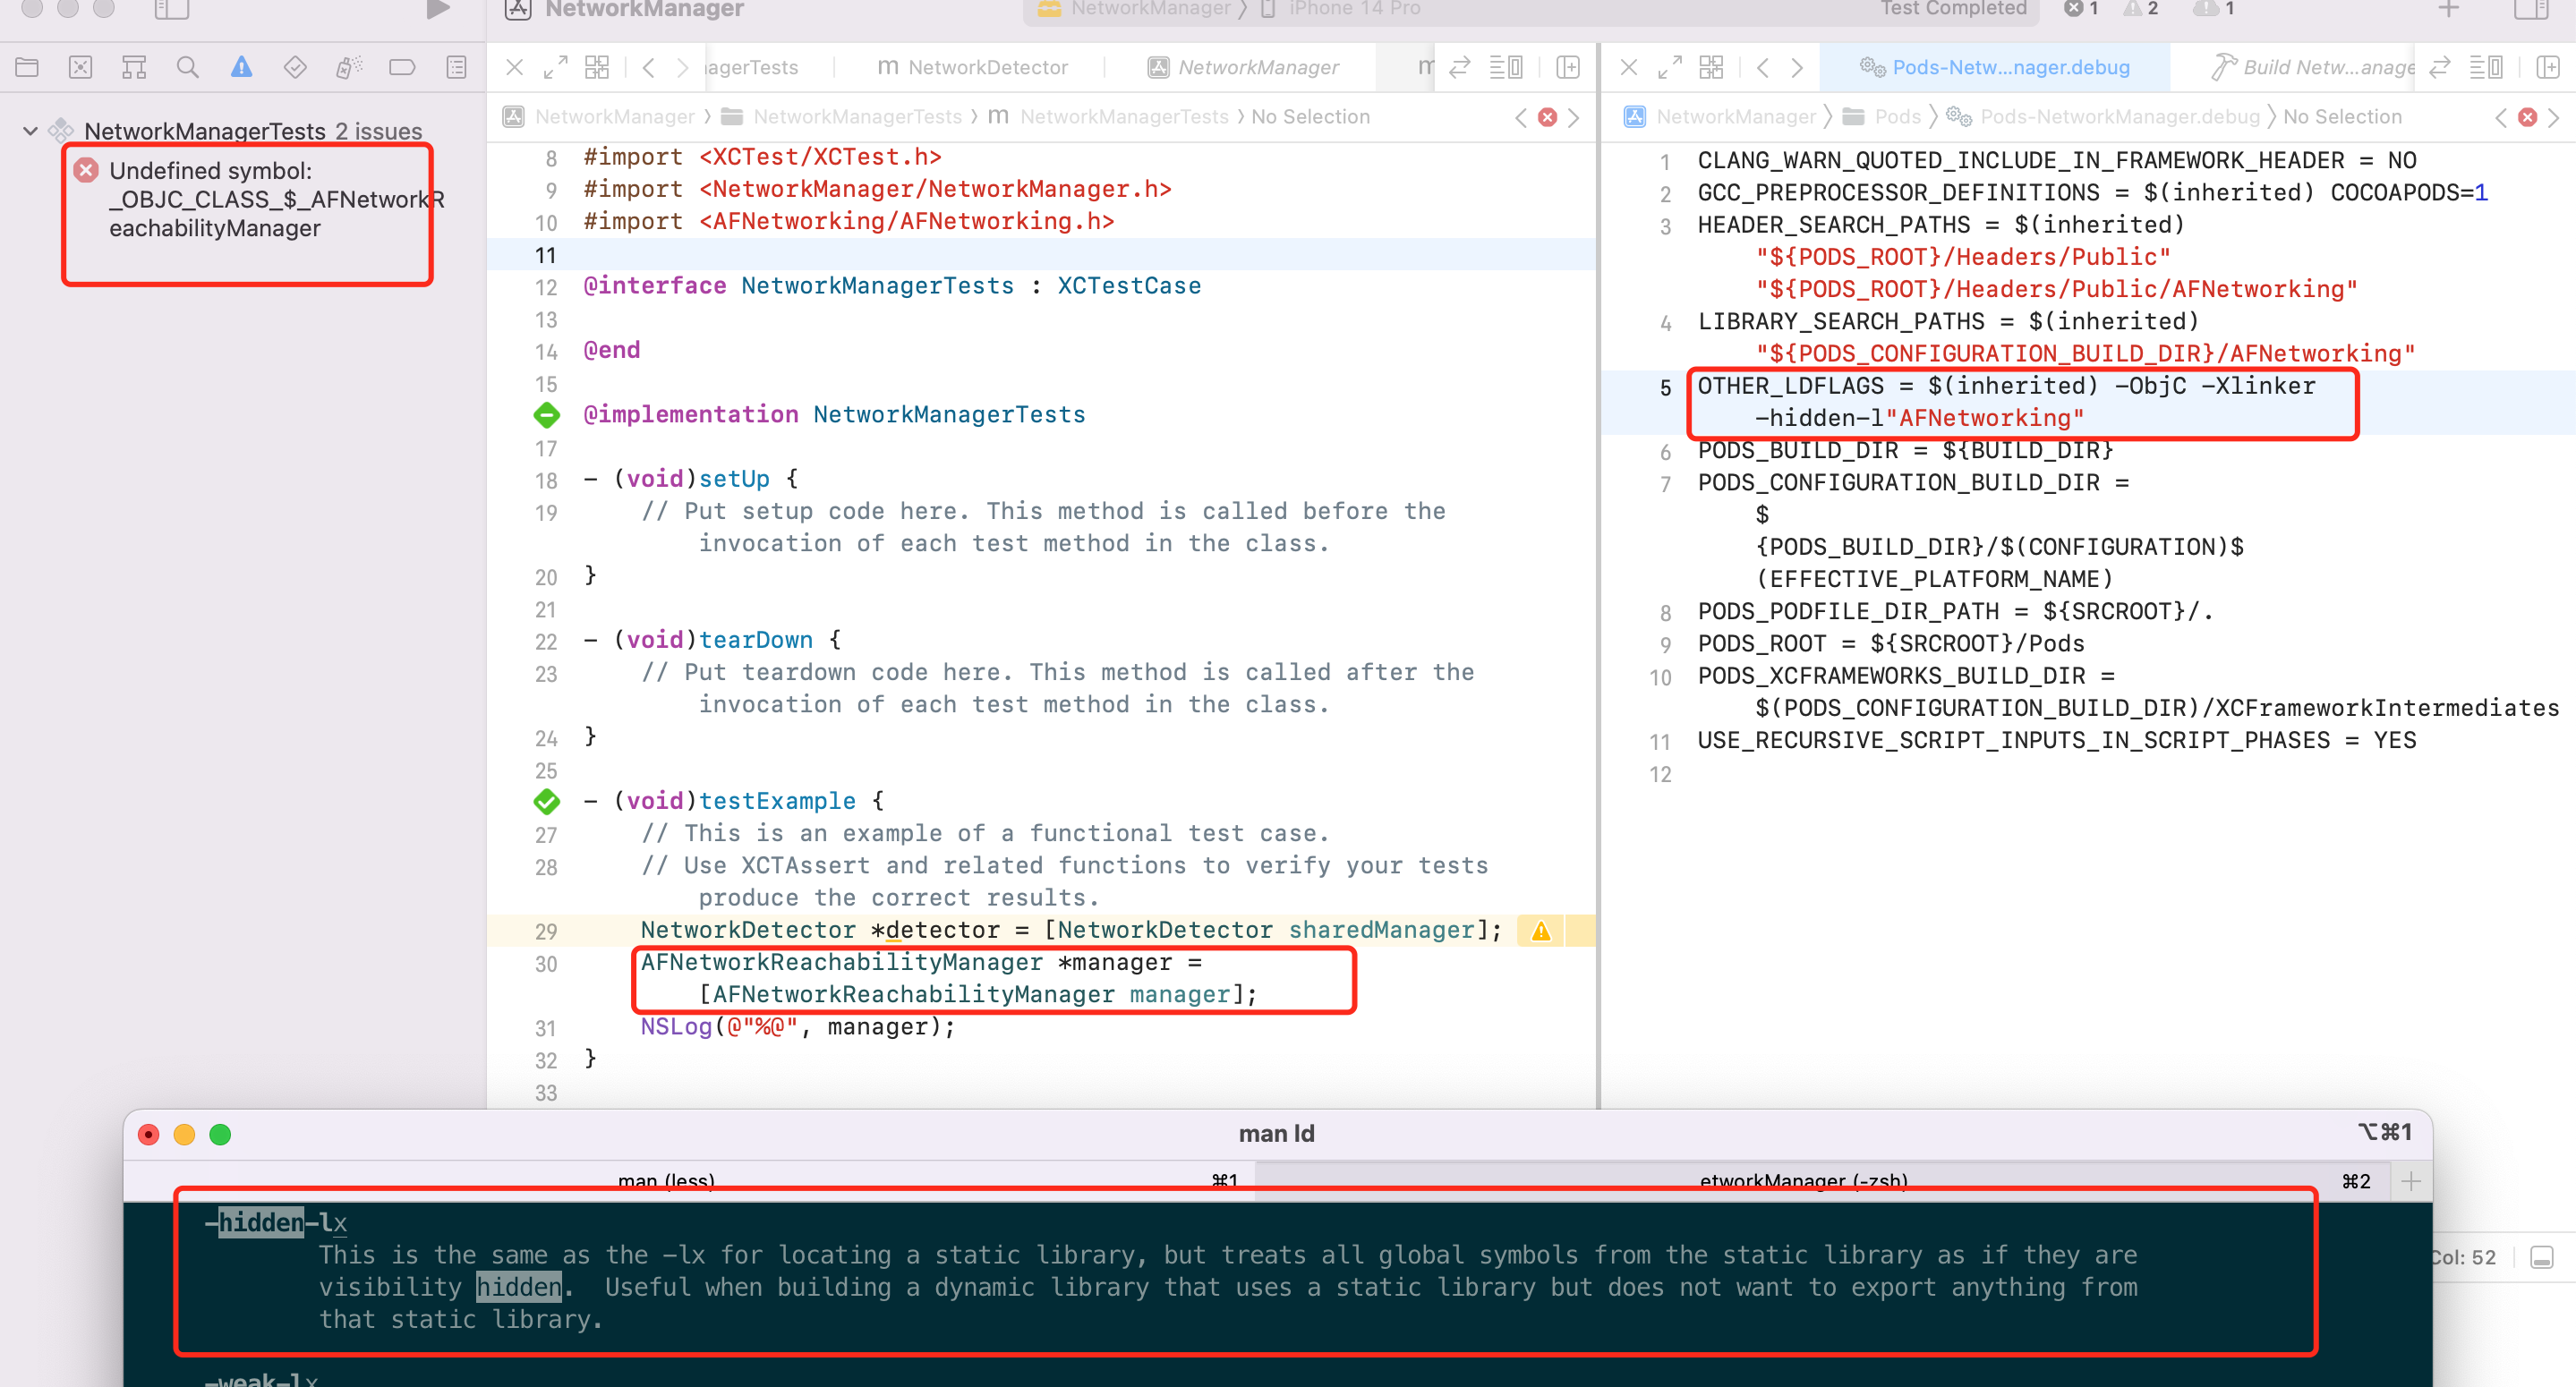 NetworkManager
NetworkManager 〉 iPhone 14 Pro
Test Completed
1
2
1
NetworkManagerTests 2 issues
Undefined symbol:
_OBJC_CLASS_$_AFNetworkR
eachabilityManager
agerTests
m NetworkDetector
NetworkManager
NetworkManager 〉 NetworkManagerTests 〉 m NetworkManagerTests 〉 No Selection
8 #import <XCTest/XCTest.h>
9 #import <NetworkManager/NetworkManager.h>
10 #import <AFNetworking/AFNetworking.h>
11
12 @interface NetworkManagerTests : XCTestCase
13
14 @end
15
@implementation NetworkManagerTests
17
18 - (void)setUp {
19 // Put setup code here. This method is called before the
invocation of each test method in the class.
20 }
21
22 - (void)tearDown {
23 // Put teardown code here. This method is called after the
invocation of each test method in the class.
24 }
25
- (void)testExample {
27 // This is an example of a functional test case.
28 // Use XCTAssert and related functions to verify your tests
produce the correct results.
29 NetworkDetector *detector = [NetworkDetector sharedManager];
30 AFNetworkReachabilityManager *manager =
[AFNetworkReachabilityManager manager];
31 NSLog(@"%@", manager);
32 }
33
Pods-Netw...nager.debug
Build Netw...anage
NetworkManager 〉 Pods 〉 Pods-NetworkManager.debug 〉 No Selection
1 CLANG_WARN_QUOTED_INCLUDE_IN_FRAMEWORK_HEADER = NO
2 GCC_PREPROCESSOR_DEFINITIONS = $(inherited) COCOAPODS=1
3 HEADER_SEARCH_PATHS = $(inherited)
"${PODS_ROOT}/Headers/Public"
"${PODS_ROOT}/Headers/Public/AFNetworking"
4 LIBRARY_SEARCH_PATHS = $(inherited)
"${PODS_CONFIGURATION_BUILD_DIR}/AFNetworking"
5 OTHER_LDFLAGS = $(inherited) -ObjC -Xlinker
-hidden-l"AFNetworking"
6 PODS_BUILD_DIR = ${BUILD_DIR}
7 PODS_CONFIGURATION_BUILD_DIR =
$
{PODS_BUILD_DIR}/$(CONFIGURATION)$
(EFFECTIVE_PLATFORM_NAME)
8 PODS_PODFILE_DIR_PATH = ${SRCROOT}/.
9 PODS_ROOT = ${SRCROOT}/Pods
10 PODS_XCFRAMEWORKS_BUILD_DIR =
$(PODS_CONFIGURATION_BUILD_DIR)/XCFrameworkIntermediates
11 USE_RECURSIVE_SCRIPT_INPUTS_IN_SCRIPT_PHASES = YES
12
man ld
⌥⌘1
man (less) ⌘1
etworkManager (-zsh) ⌘2
-hidden-lx
This is the same as the -lx for locating a static library, but treats all global symbols from the static library as if they are
visibility hidden. Useful when building a dynamic library that uses a static library but does not want to export anything from
that static library.
-weak-lx
Col: 52